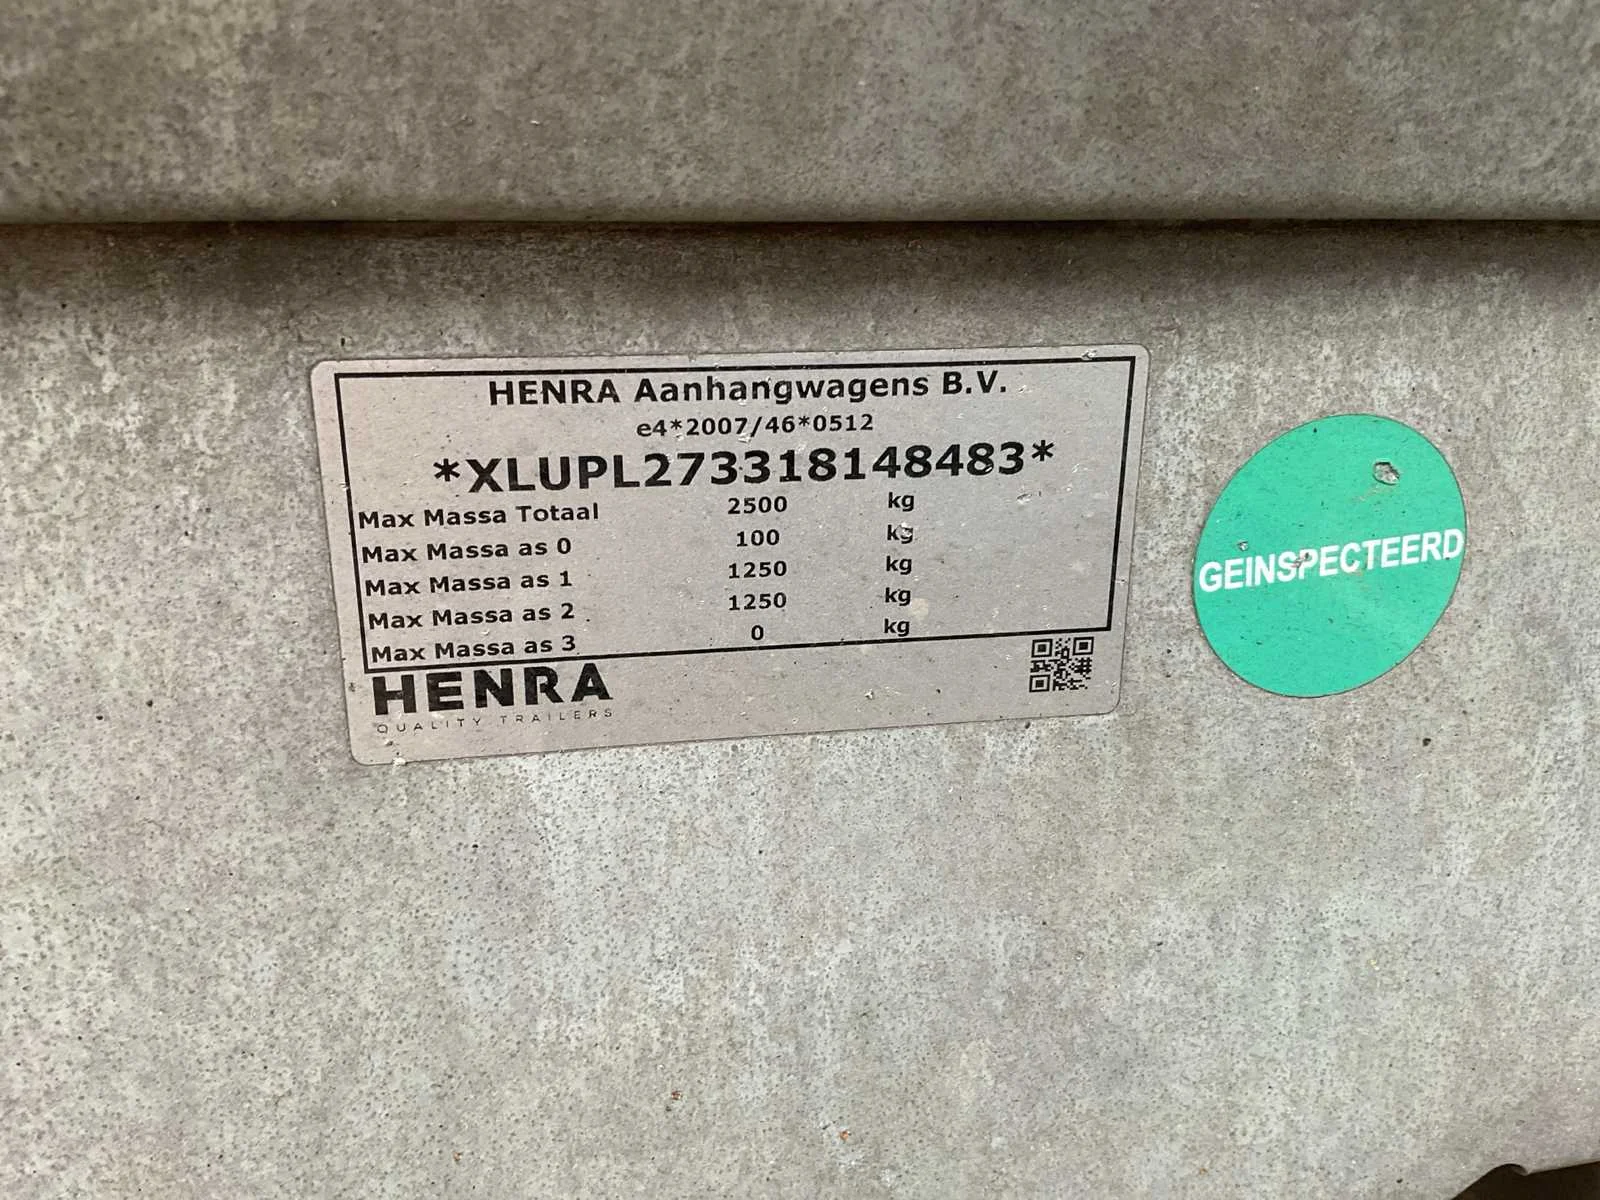 HENRA Aanhangwagens B.V.
e4*2007/46*0512
*XLUPL273318148483*
Max Massa Totaal 2500 kg
Max Massa as 0 100 kg
Max Massa as 1 1250 kg
Max Massa as 2 1250 kg
Max Massa as 3 0 kg
HENRA
QUALITY TRAILERS
GEINSPECTEERD